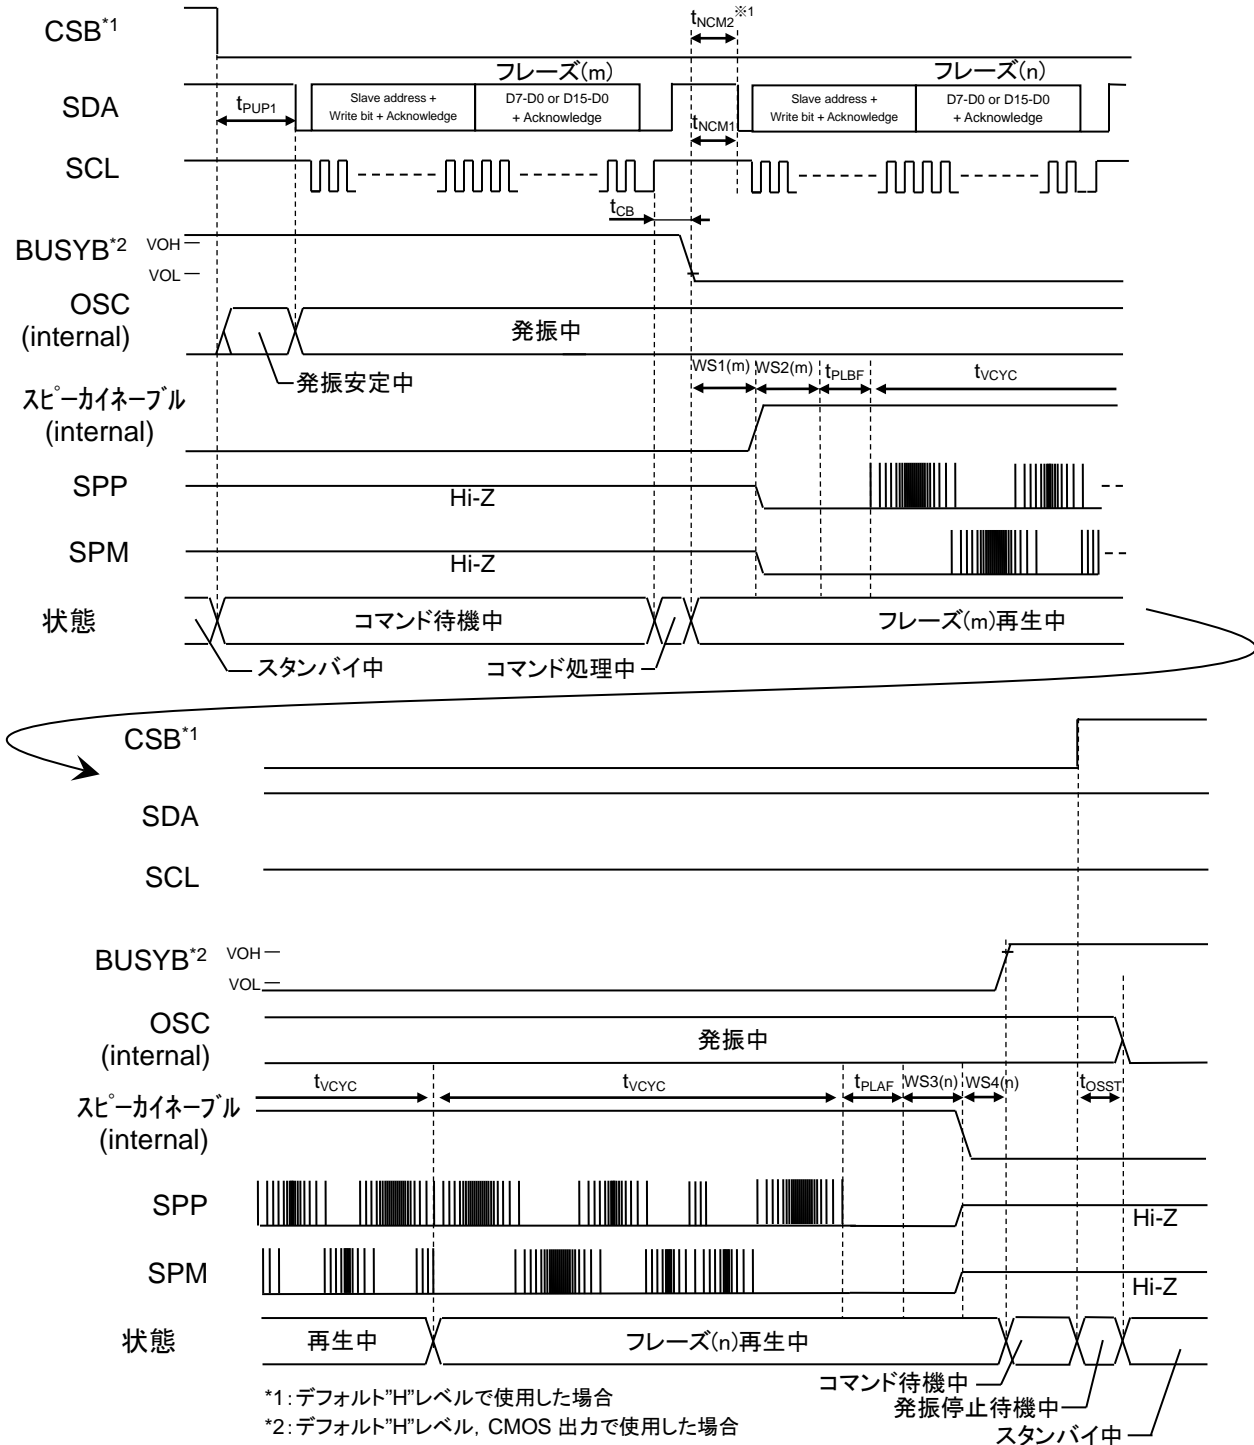 CSB*1
tNCM2※1
フレーズ(m)
フレーズ(n)
SDA
tPUP1
Slave address +
Write bit + Acknowledge
D7-D0 or D15-D0
+ Acknowledge
tNCM1
Slave address +
Write bit + Acknowledge
D7-D0 or D15-D0
+ Acknowledge
SCL
tCB
BUSYB*2
VOH
VOL
OSC
(internal)
発振中
発振安定中
WS1(m)
WS2(m)
tPLBF
tVCYC
スピーカイネーブル
(internal)
SPP
Hi-Z
SPM
Hi-Z
状態
コマンド待機中
フレーズ(m)再生中
スタンバイ中
コマンド処理中
CSB*1
SDA
SCL
BUSYB*2
VOH
VOL
OSC
(internal)
発振中
tVCYC
tVCYC
tPLAF
WS3(n)
WS4(n)
tOSST
スピーカイネーブル
(internal)
SPP
Hi-Z
SPM
Hi-Z
状態
再生中
フレーズ(n)再生中
コマンド待機中
発振停止待機中
スタンバイ中
*1:デフォルト"H"レベルで使用した場合
*2:デフォルト"H"レベル, CMOS 出力で使用した場合